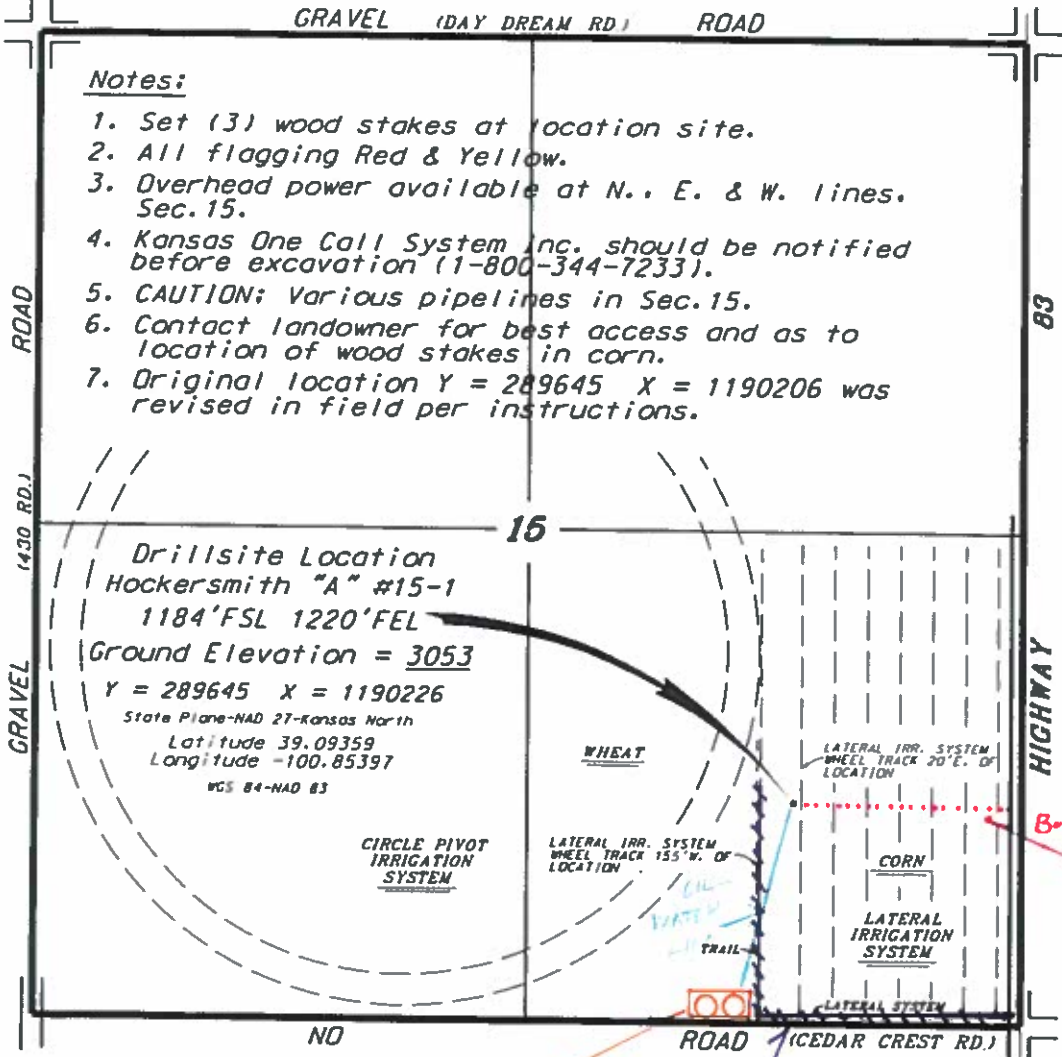 GRAVEL (DAY DREAM RD) ROAD
Notes:
1. Set (3) wood stakes at location site.
2. All flagging Red & Yellow.
3. Overhead power available at N., E. & W. lines.
Sec. 15.
4. Kansas One Call System Inc. should be notified
before excavation (1-800-344-7233).
5. CAUTION: Various pipelines in Sec. 15.
6. Contact landowner for best access and as to
location of wood stakes in corn.
7. Original location Y = 289645 X = 1190206 was
revised in field per instructions.
GRAVEL (430 RD.) ROAD
HIGHWAY 83
15
Drillsite Location
Hockersmith "A" #15-1
1184'FSL 1220'FEL
Ground Elevation = 3053
Y = 289645 X = 1190226
State Plane-NAD 27-Kansas North
Latitude 39.09359
Longitude -100.85397
WGS 84-NAD 83
WHEAT
LATERAL IRR. SYSTEM
WHEEL TRACK 20'E. OF
LOCATION
CIRCLE PIVOT
IRRIGATION
SYSTEM
LATERAL IRR. SYSTEM
WHEEL TRACK 155'W. OF
LOCATION
CORN
LATERAL
IRRIGATION
SYSTEM
OIL
WATER
TRAIL
LATERAL SYSTEM
NO ROAD (CEDAR CREST RD.)